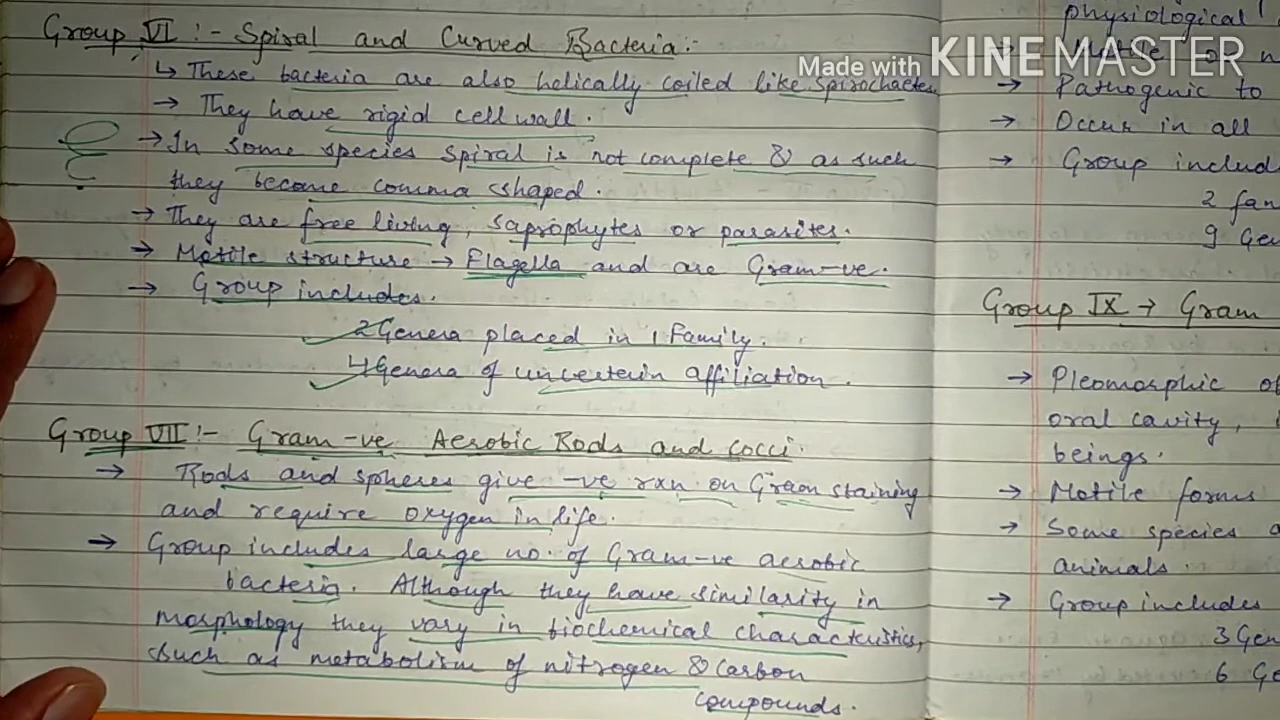 Group VI :- Spiral and Curved Bacteria :-
↳ These bacteria are also helically coiled like Spirochaetes
→ They have rigid cell wall.
→ In some species Spiral is not complete & as such
they become comma sshaped.
→ They are free living, saprophytes or parasites.
→ Motile structure → Flagella and are Gram-ve.
→ Group includes.
2 Genera placed in 1 Family.
4 Genera of uncertein affiliation.
Group VII :- Gram -ve Aerobic Rods and cocci.
→ Rods and spheres give -ve rxn on Gram staining
and require oxygen in life.
→ Group includes large no. of Gram-ve aerobic
bacteria. Although they have similarity in
morphology they vary in biochemical characteristics,
such as metabolism of nitrogen & Carbon
compounds.
physiological
Made with KINEMASTER
→ Motile or n
→ Pathogenic to
→ Occur in all
→ Group includ
2 fam
9 Gen
Group IX → Gram
→ Pleomorphic o
oral cavity,
beings.
→ Motile forms
→ Some species a
animals.
→ Group includes
3 Gen
6 Ge